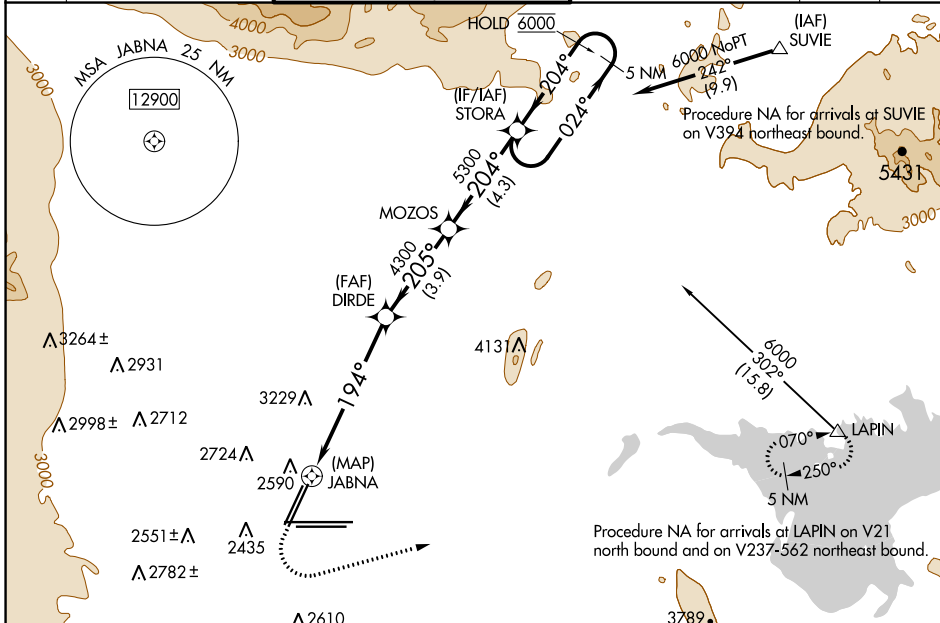 4000
3000
3000
MSA JABNA 25 NM
12900
HOLD 6000
5 NM
204°
024°
6000 NoPT
242°
(9.9)
(IAF)
SUVIE
Procedure NA for arrivals at SUVIE
on V394 northeast bound.
5431
3000
(IF/IAF)
STORA
5300
204°
(4.3)
MOZOS
4300
205°
(3.9)
(FAF)
DIRDE
194°
3264±
2931
2998±
2712
3229
4131
2724
2590
(MAP)
JABNA
3000
2551±
2435
2782±
2610
6000
302°
(15.8)
LAPIN
070°
250°
5 NM
Procedure NA for arrivals at LAPIN on V21
north bound and on V237-562 northeast bound.
3789